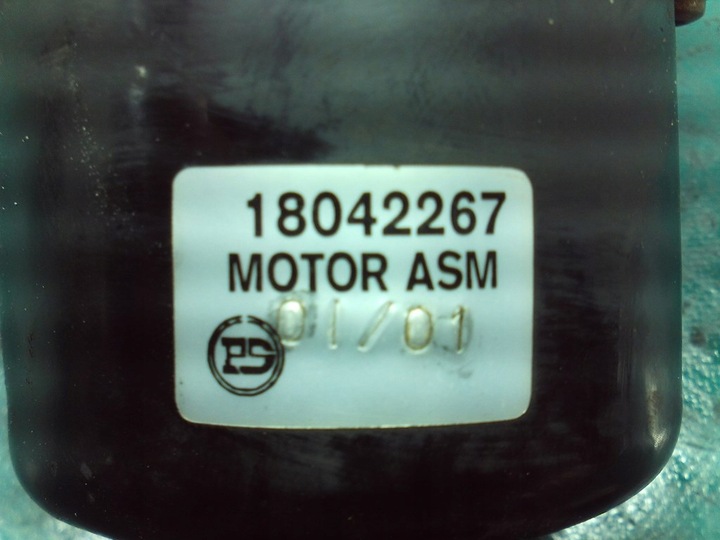 18042267
MOTOR ASM
01/01
PS